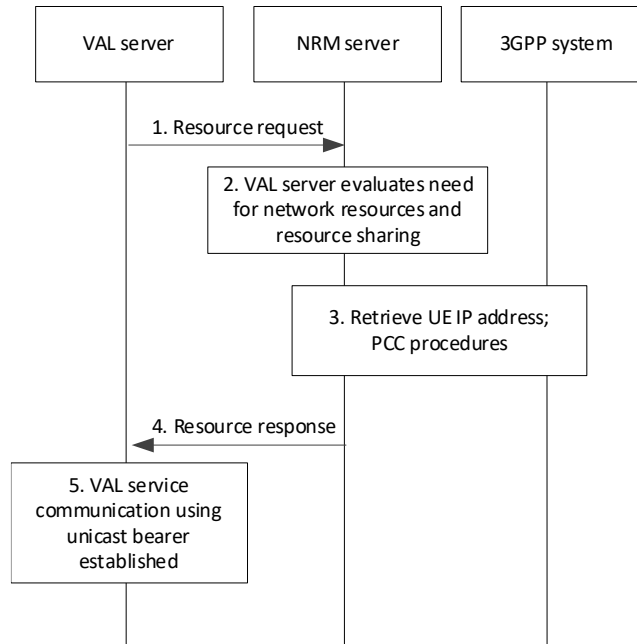 VAL server
NRM server
3GPP system
1. Resource request
2. VAL server evaluates need
for network resources and
resource sharing
3. Retrieve UE IP address;
PCC procedures
4. Resource response
5. VAL service
communication using
unicast bearer
established